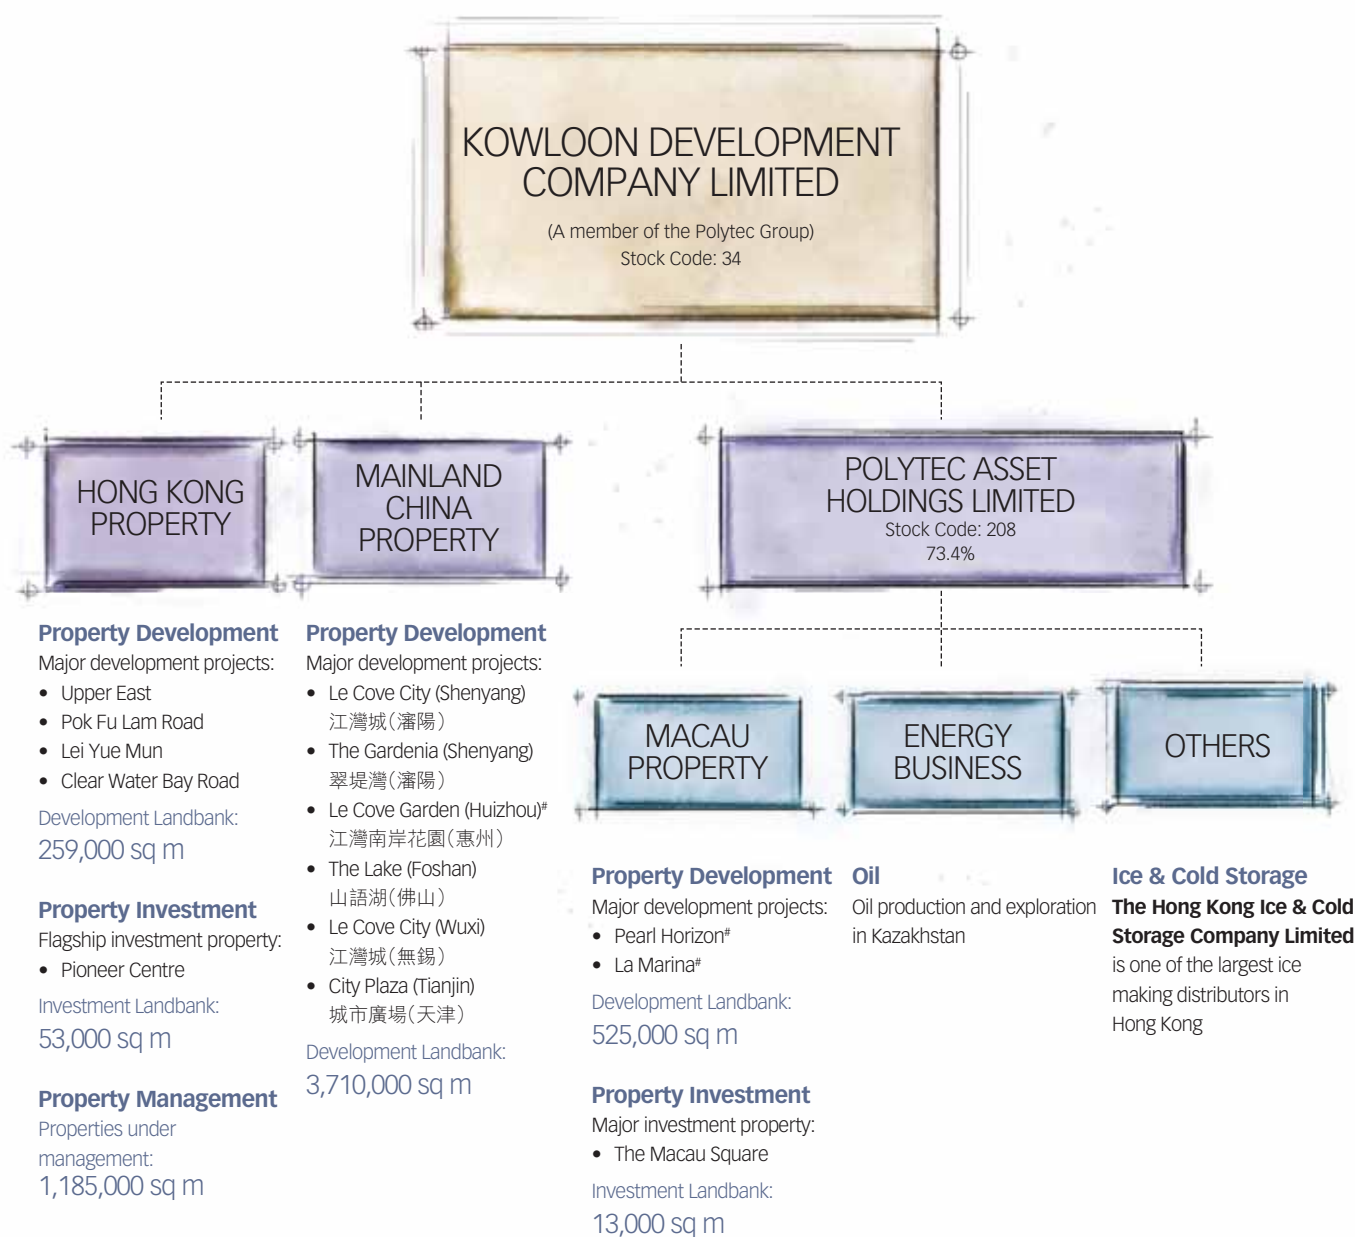 KOWLOON DEVELOPMENT
COMPANY LIMITED
(A member of the Polytec Group)
Stock Code: 34
HONG KONG
PROPERTY
MAINLAND
CHINA
PROPERTY
POLYTEC ASSET
HOLDINGS LIMITED
Stock Code: 208
73.4%
Property Development
Major development projects:
• Upper East
• Pok Fu Lam Road
• Lei Yue Mun
• Clear Water Bay Road
Development Landbank:
259,000 sq m
Property Investment
Flagship investment property:
• Pioneer Centre
Investment Landbank:
53,000 sq m
Property Management
Properties under
management:
1,185,000 sq m
Property Development
Major development projects:
• Le Cove City (Shenyang)
江灣城（瀋陽）
• The Gardenia (Shenyang)
翠堤灣（瀋陽）
• Le Cove Garden (Huizhou)#
江灣南岸花園（惠州）
• The Lake (Foshan)
山語湖（佛山）
• Le Cove City (Wuxi)
江灣城（無錫）
• City Plaza (Tianjin)
城市廣場（天津）
Development Landbank:
3,710,000 sq m
MACAU
PROPERTY
ENERGY
BUSINESS
OTHERS
Property Development
Major development projects:
• Pearl Horizon#
• La Marina#
Development Landbank:
525,000 sq m
Property Investment
Major investment property:
• The Macau Square
Investment Landbank:
13,000 sq m
Oil
Oil production and exploration
in Kazakhstan
Ice & Cold Storage
The Hong Kong Ice & Cold
Storage Company Limited
is one of the largest ice
making distributors in
Hong Kong